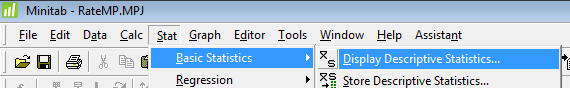 Minitab - RateMP.MPJ
File Edit Data Calc Stat Graph Editor Tools Window Help Assistant
Basic Statistics Display Descriptive Statistics...
Regression Store Descriptive Statistics...